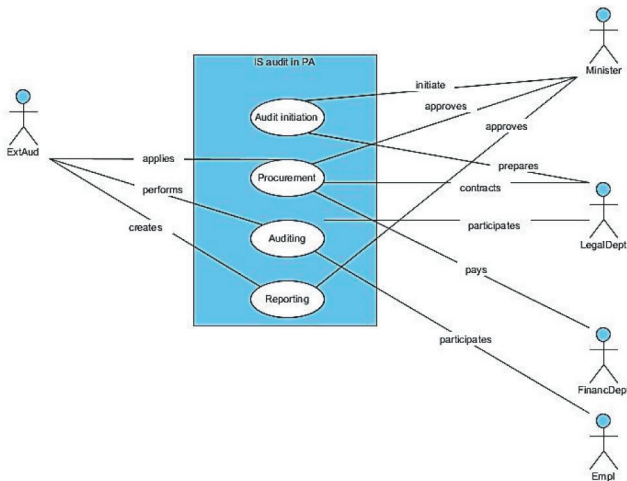 IS audit in PA
Minister
initiate
ExtAud
Audit initiation
approves
approves
applies
prepares
Procurement
contracts
performs
LegalDept
creates
Auditing
participates
pays
Reporting
participates
FinancDept
Empl